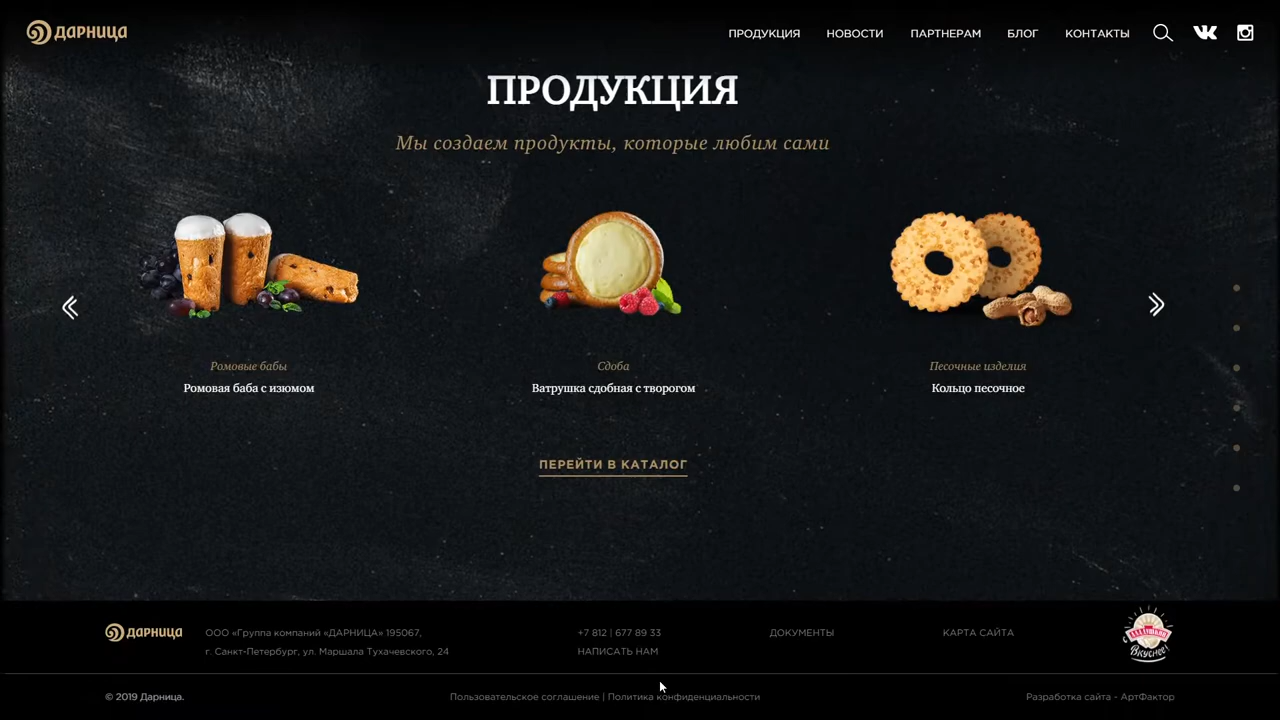 ДАРНИЦА
ПРОДУКЦИЯ НОВОСТИ ПАРТНЕРАМ БЛОГ КОНТАКТЫ
ПРОДУКЦИЯ
Мы создаем продукты, которые любим сами
Ромовые бабы
Ромовая баба с изюмом
Сдоба
Ватрушка сдобная с творогом
Песочные изделия
Кольцо песочное
ПЕРЕЙТИ В КАТАЛОГ
ДАРНИЦА
ООО «Группа компаний «ДАРНИЦА» 195067,
г. Санкт-Петербург, ул. Маршала Тухачевского, 24
+7 812 | 677 89 33
НАПИСАТЬ НАМ
ДОКУМЕНТЫ
КАРТА САЙТА
Вкуснее!
© 2019 Дарница.
Пользовательское соглашение | Политика конфиденциальности
Разработка сайта - АртФактор